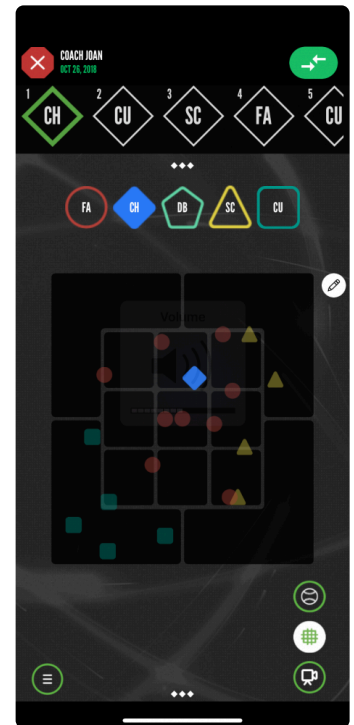 COACH JOAN
OCT 26, 2018
1 2 3 4 5
CH CU SC FA CU
FA CH DB SC CU
Volume